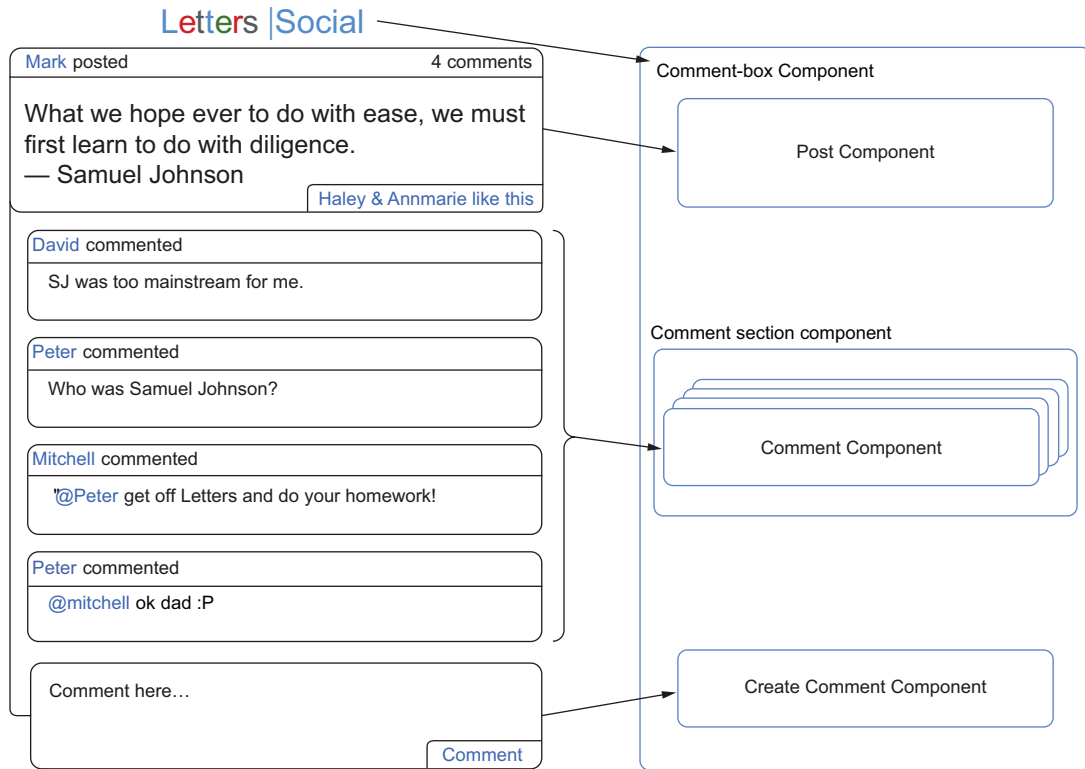 Letters |Social
Mark posted 4 comments
What we hope ever to do with ease, we must
first learn to do with diligence.
— Samuel Johnson
Haley & Annmarie like this
David commented
SJ was too mainstream for me.
Peter commented
Who was Samuel Johnson?
Mitchell commented
"@Peter get off Letters and do your homework!
Peter commented
@mitchell ok dad :P
Comment here…
Comment
Comment-box Component
Post Component
Comment section component
Comment Component
Create Comment Component